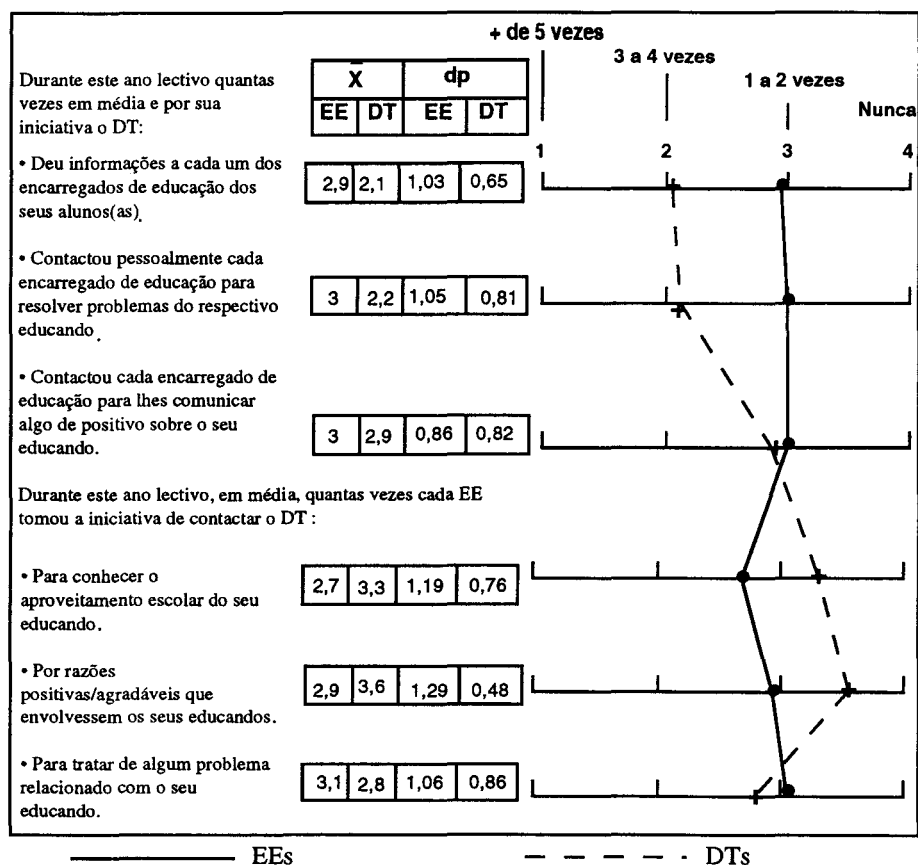 + de 5 vezes
3 a 4 vezes
1 a 2 vezes
Nunca
Durante este ano lectivo quantas
vezes em média e por sua
iniciativa o DT:
X̄ dp
EE DT EE DT
1 2 3 4
• Deu informações a cada um dos
encarregados de educação dos
seus alunos(as).
2,9 2,1 1,03 0,65
• Contactou pessoalmente cada
encarregado de educação para
resolver problemas do respectivo
educando.
3 2,2 1,05 0,81
• Contactou cada encarregado de
educação para lhes comunicar
algo de positivo sobre o seu
educando.
3 2,9 0,86 0,82
Durante este ano lectivo, em média, quantas vezes cada EE
tomou a iniciativa de contactar o DT :
• Para conhecer o
aproveitamento escolar do seu
educando.
2,7 3,3 1,19 0,76
• Por razões
positivas/agradáveis que
envolvessem os seus educandos.
2,9 3,6 1,29 0,48
• Para tratar de algum problema
relacionado com o seu
educando.
3,1 2,8 1,06 0,86
EEs DTs